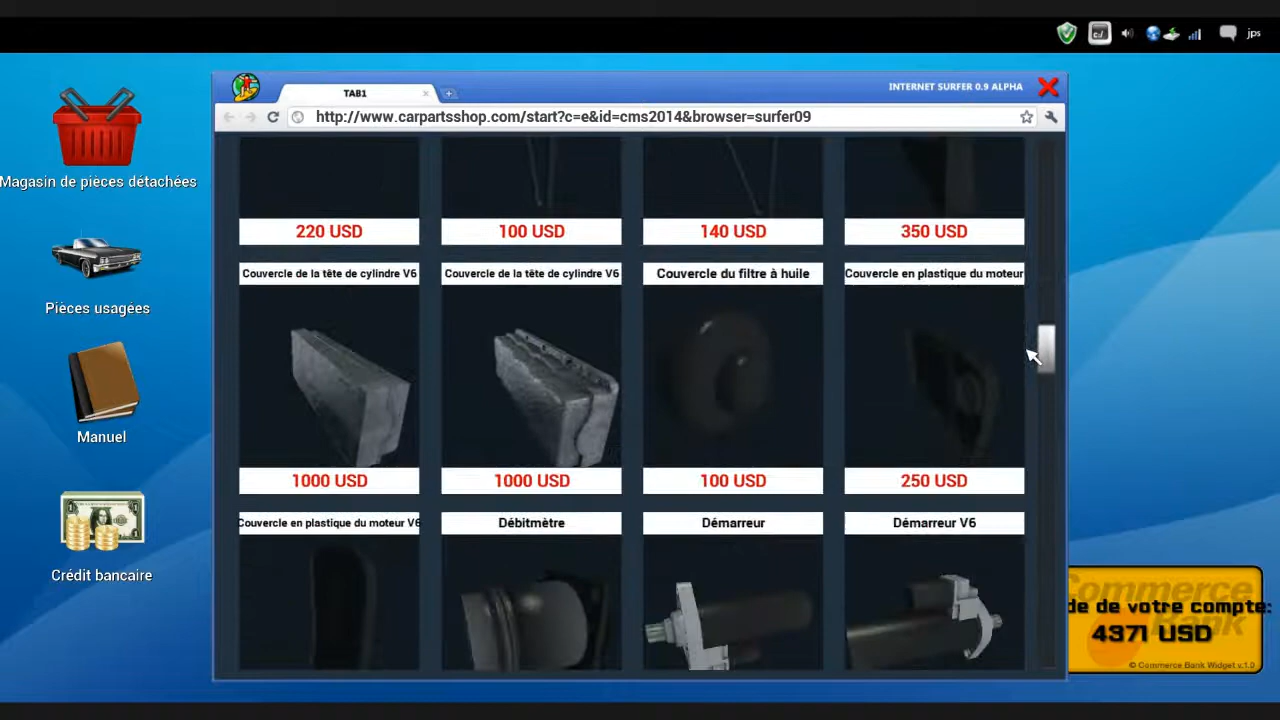 jps
TAB1
INTERNET SURFER 0.9 ALPHA
http://www.carpartsshop.com/start?c=e&id=cms2014&browser=surfer09
Magasin de pièces détachées
Pièces usagées
Manuel
Crédit bancaire
220 USD 100 USD 140 USD 350 USD
Couvercle de la tête de cylindre V6 Couvercle de la tête de cylindre V6 Couvercle du filtre à huile Couvercle en plastique du moteur
1000 USD 1000 USD 100 USD 250 USD
Couvercle en plastique du moteur V6 Débitmètre Démarreur Démarreur V6
Commerce
de de votre compte:
Bank
4371 USD
© Commerce Bank Widget v.1.0